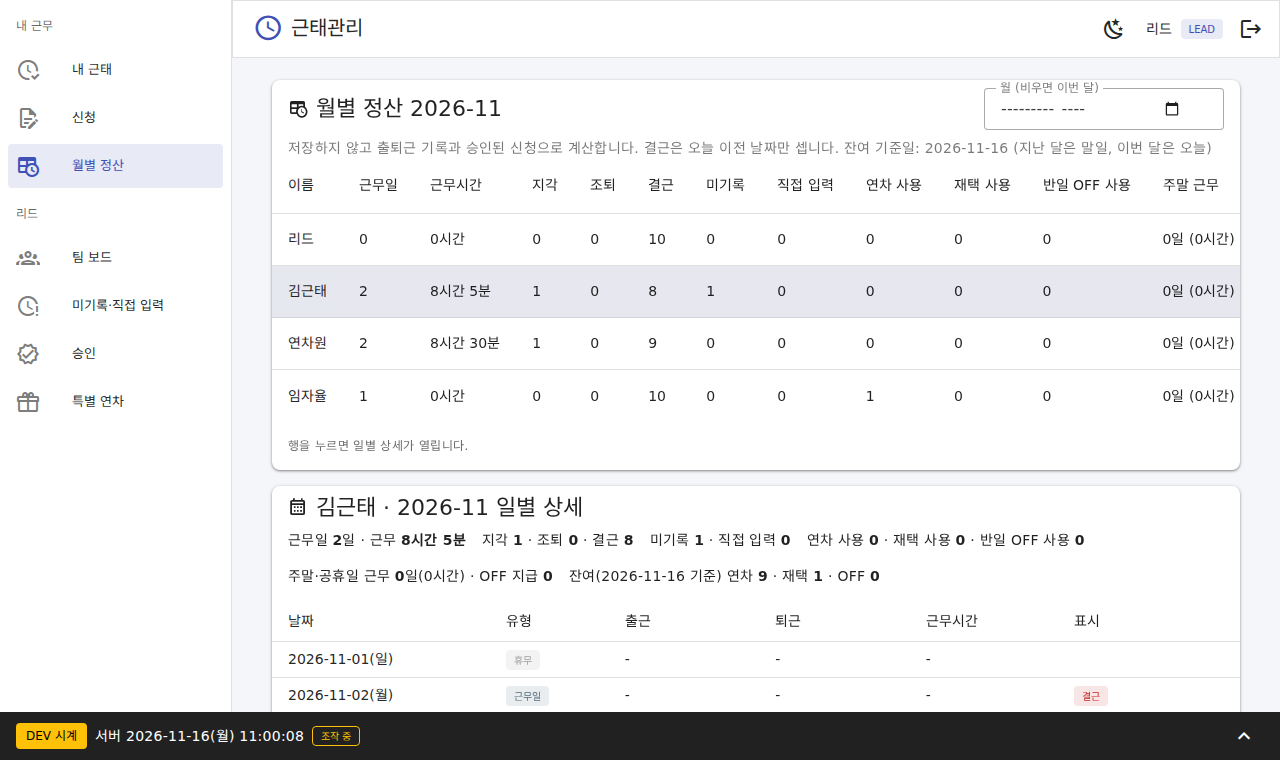 내 근무
내 근태
신청
월별 정산
리드
팀 보드
미기록·직접 입력
승인
특별 연차
근태관리
리드 LEAD
월별 정산 2026-11
월 (비우면 이번 달)
--------- ----
저장하지 않고 출퇴근 기록과 승인된 신청으로 계산합니다. 결근은 오늘 이전 날짜만 셉니다. 잔여 기준일: 2026-11-16 (지난 달은 말일, 이번 달은 오늘)
이름 근무일 근무시간 지각 조퇴 결근 미기록 직접 입력 연차 사용 재택 사용 반일 OFF 사용 주말 근무
리드 0 0시간 0 0 10 0 0 0 0 0 0일 (0시간)
김근태 2 8시간 5분 1 0 8 1 0 0 0 0 0일 (0시간)
연차원 2 8시간 30분 1 0 9 0 0 0 0 0 0일 (0시간)
임자율 1 0시간 0 0 10 0 0 1 0 0 0일 (0시간)
행을 누르면 일별 상세가 열립니다.
김근태 · 2026-11 일별 상세
근무일 2일 · 근무 8시간 5분 지각 1 · 조퇴 0 · 결근 8 미기록 1 · 직접 입력 0 연차 사용 0 · 재택 사용 0 · 반일 OFF 사용 0
주말·공휴일 근무 0일(0시간) · OFF 지급 0 잔여(2026-11-16 기준) 연차 9 · 재택 1 · OFF 0
날짜 유형 출근 퇴근 근무시간 표시
2026-11-01(일) 휴무 - - -
2026-11-02(월) 근무일 - - - 결근
DEV 시계 서버 2026-11-16(월) 11:00:08 조작 중